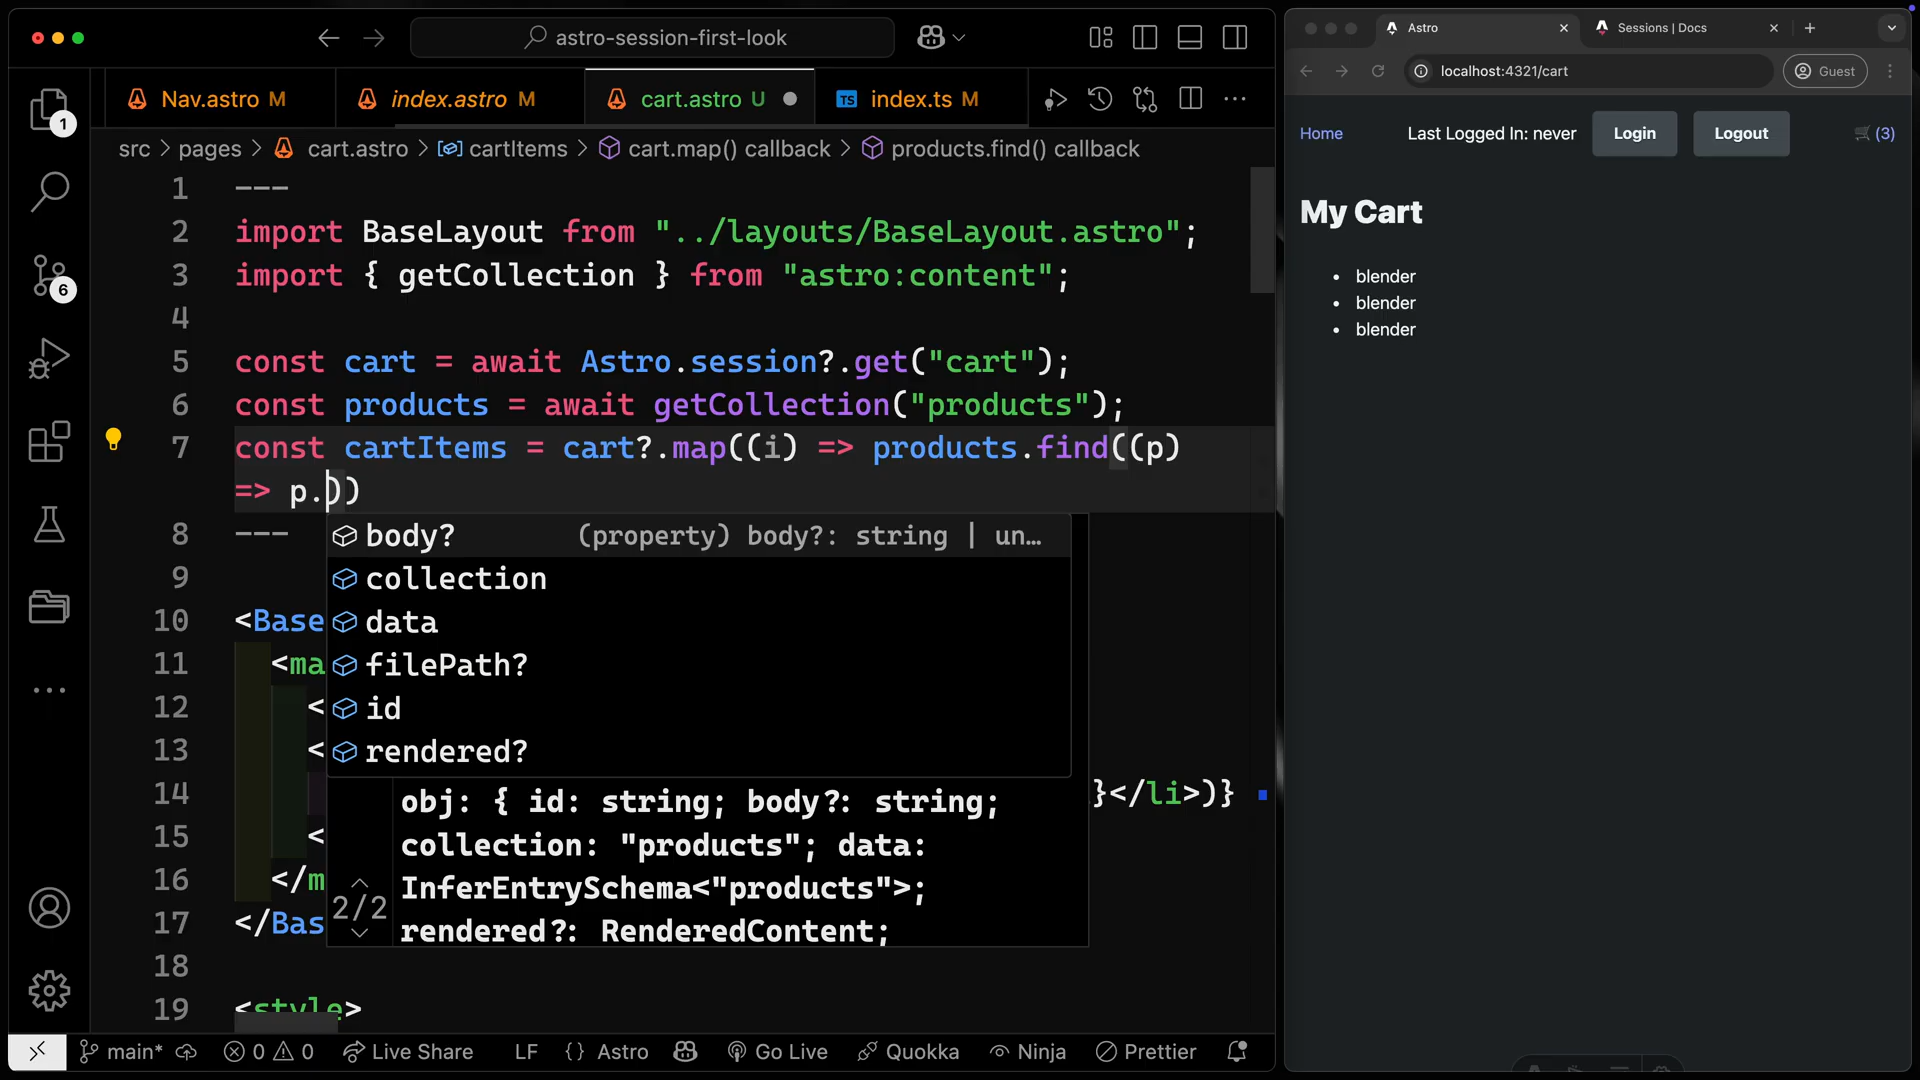 astro-session-first-look
Nav.astro M
index.astro M
cart.astro U
TS index.ts M
src > pages > cart.astro > cartItems > cart.map() callback > products.find() callback
1 ---
2 import BaseLayout from "../layouts/BaseLayout.astro";
3 import { getCollection } from "astro:content";
4
5 const cart = await Astro.session?.get("cart");
6 const products = await getCollection("products");
7 const cartItems = cart?.map((i) => products.find((p)
=> p.))
8 ---
body? (property) body?: string | un…
9
collection
data
10 <Base
11 <ma
filePath?
12 <
id
13 <
rendered?
14 }</li>)}
obj: { id: string; body?: string;
15 <
collection: "products"; data:
16 </m
InferEntrySchema<"products">;
2/2
17 </Bas
rendered?: RenderedContent;
18
19 <style>
1
6
main* 0 0 Live Share LF {} Astro Go Live Quokka Ninja Prettier
Astro
Sessions | Docs
localhost:4321/cart
Guest
Home
Last Logged In: never
Login
Logout
(3)
My Cart
• blender
• blender
• blender